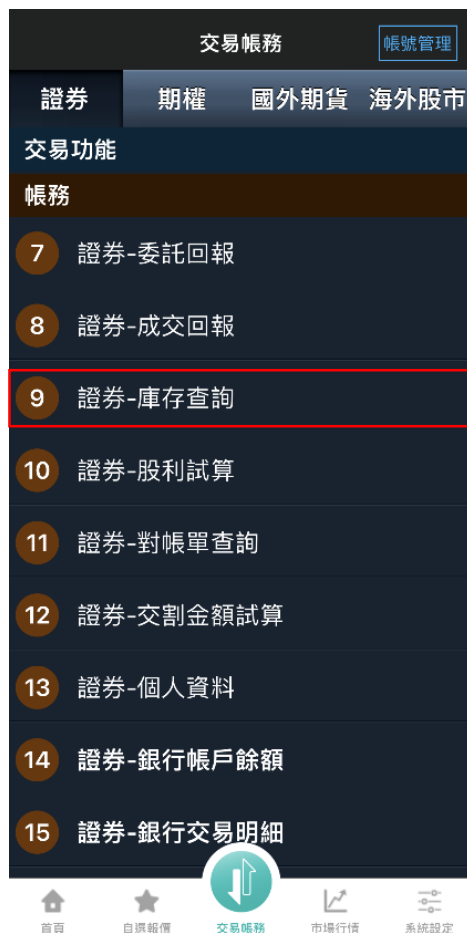 交易帳務
帳號管理
證券 期權 國外期貨 海外股市
交易功能
帳務
7 證券-委託回報
8 證券-成交回報
9 證券-庫存查詢
10 證券-股利試算
11 證券-對帳單查詢
12 證券-交割金額試算
13 證券-個人資料
14 證券-銀行帳戶餘額
15 證券-銀行交易明細
首頁 自選報價 交易帳務 市場行情 系統設定